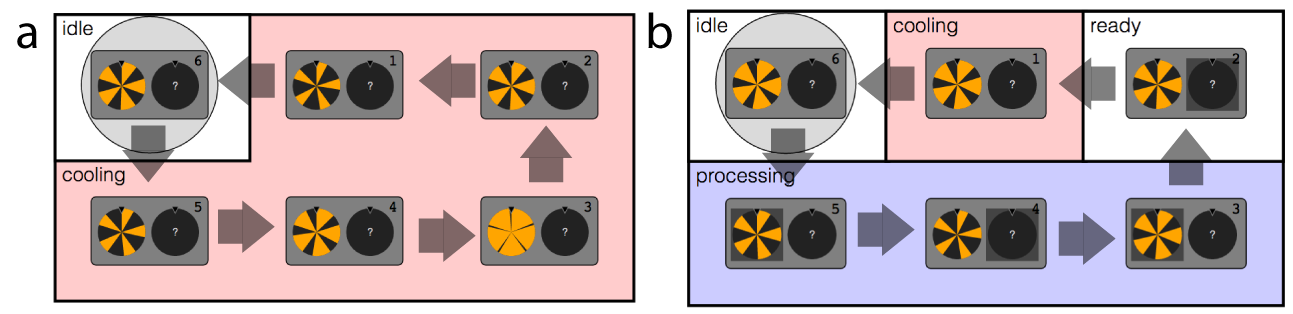 a
idle
6 ?
1 ?
2 ?
cooling
5 ?
4 ?
3 ?
b
idle
cooling
ready
6 ?
1 ?
2 ?
processing
5 ?
4 ?
3 ?